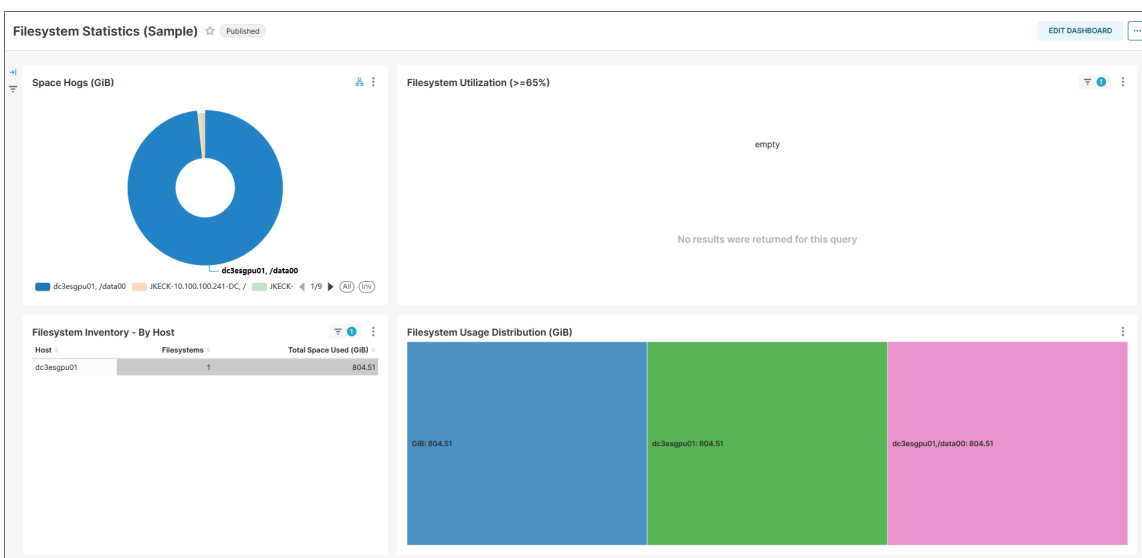 Filesystem Statistics (Sample) Published EDIT DASHBOARD
Space Hogs (GiB)
dc3esgpu01, /data00
dc3esgpu01, /data00 JKECK-10.100.100.241-DC, / JKECK- 1/9 All Inv
Filesystem Utilization (>=65%) 1
empty
No results were returned for this query
Filesystem Inventory - By Host 1
Host Filesystems Total Space Used (GiB)
dc3esgpu01 1 804.51
Filesystem Usage Distribution (GiB)
GiB: 804.51 dc3esgpu01: 804.51 dc3esgpu01,/data00: 804.51